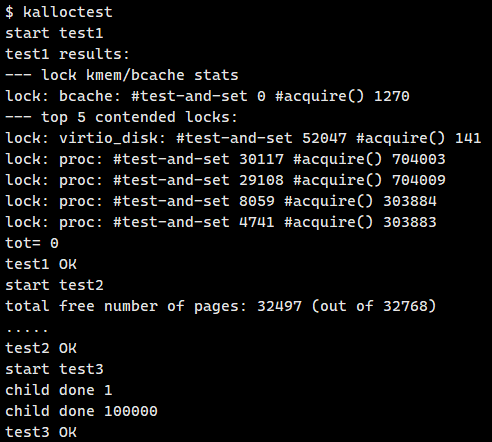 $ kalloctest
start test1
test1 results:
--- lock kmem/bcache stats
lock: bcache: #test-and-set 0 #acquire() 1270
--- top 5 contended locks:
lock: virtio_disk: #test-and-set 52047 #acquire() 141
lock: proc: #test-and-set 30117 #acquire() 704003
lock: proc: #test-and-set 29108 #acquire() 704009
lock: proc: #test-and-set 8059 #acquire() 303884
lock: proc: #test-and-set 4741 #acquire() 303883
tot= 0
test1 OK
start test2
total free number of pages: 32497 (out of 32768)
.....
test2 OK
start test3
child done 1
child done 100000
test3 OK